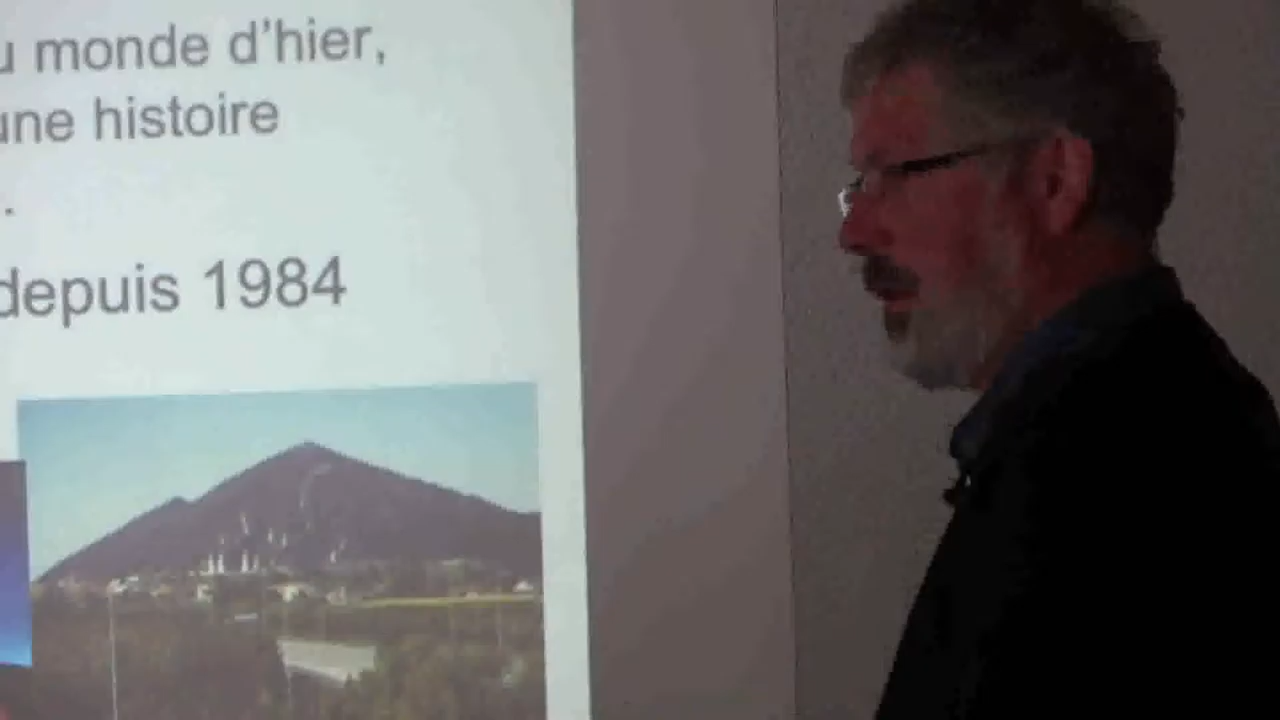 monde d’hier,
une histoire
.
depuis 1984